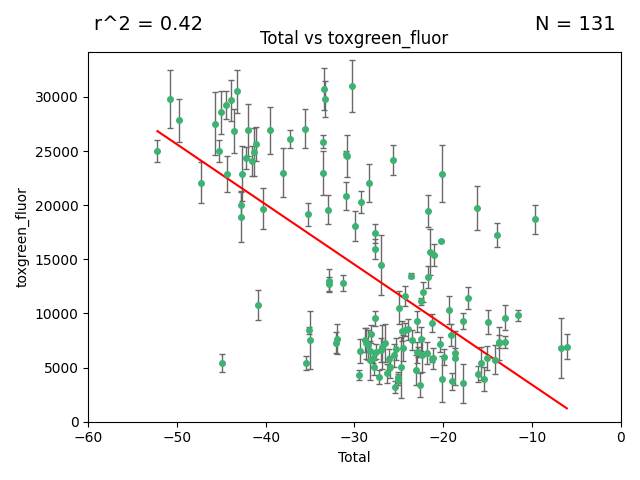 r^2 = 0.42 N = 131
Total vs toxgreen_fluor
30000
25000
20000
15000
10000
5000
0
toxgreen_fluor
−60 −50 −40 −30 −20 −10 0
Total